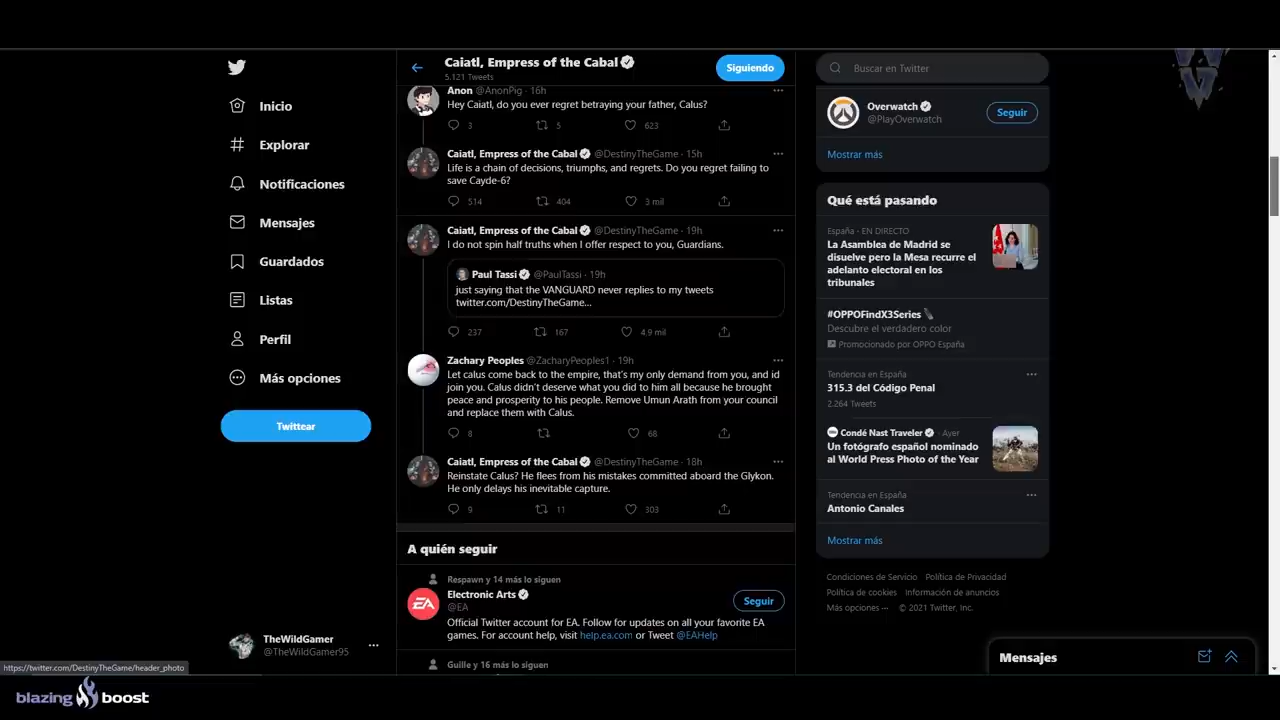 Inicio
Explorar
Notificaciones
Mensajes
Guardados
Listas
Perfil
Más opciones
Twittear
TheWildGamer
@TheWildGamer95
https://twitter.com/DestinyTheGame/header_photo
blazing boost
Caiatl, Empress of the Cabal
5.121 Tweets
Siguiendo
Anon @AnonPig · 16h
Hey Caiatl, do you ever regret betraying your father, Calus?
3 5 623
Caiatl, Empress of the Cabal @DestinyTheGame · 15h
Life is a chain of decisions, triumphs, and regrets. Do you regret failing to
save Cayde-6?
514 404 3 mil
Caiatl, Empress of the Cabal @DestinyTheGame · 19h
I do not spin half truths when I offer respect to you, Guardians.
Paul Tassi @PaulTassi · 19h
just saying that the VANGUARD never replies to my tweets
twitter.com/DestinyTheGame...
237 167 4,9 mil
Zachary Peoples @ZacharyPeoples1 · 19h
Let calus come back to the empire, that's my only demand from you, and id
join you. Calus didn't deserve what you did to him all because he brought
peace and prosperity to his people. Remove Umun Arath from your council
and replace them with Calus.
8 68
Caiatl, Empress of the Cabal @DestinyTheGame · 18h
Reinstate Calus? He flees from his mistakes committed aboard the Glykon.
He only delays his inevitable capture.
9 11 303
A quién seguir
Respawn y 14 más lo siguen
Electronic Arts
@EA
Seguir
Official Twitter account for EA. Follow for updates on all your favorite EA
games. For account help, visit help.ea.com or Tweet @EAHelp
Guille y 16 más lo siguen
Buscar en Twitter
Overwatch
@PlayOverwatch
Seguir
Mostrar más
Qué está pasando
España · EN DIRECTO
La Asamblea de Madrid se
disuelve pero la Mesa recurre el
adelanto electoral en los
tribunales
#OPPOFindX3Series
Descubre el verdadero color
Promocionado por OPPO España
Tendencia en España
315.3 del Código Penal
2.264 Tweets
Condé Nast Traveler · Ayer
Un fotógrafo español nominado
al World Press Photo of the Year
Tendencia en España
Antonio Canales
Mostrar más
Condiciones de Servicio Política de Privacidad
Política de cookies Información de anuncios
Más opciones ··· © 2021 Twitter, Inc.
Mensajes